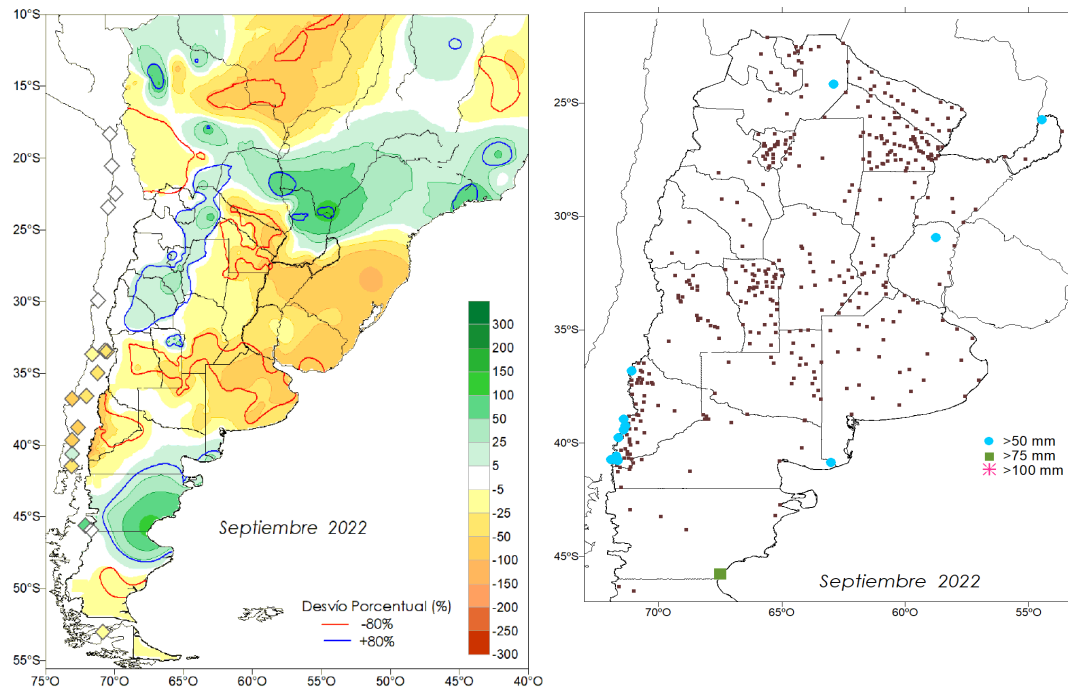 10°S
15°S
20°S
25°S
30°S
35°S
40°S
45°S
50°S
55°S
75°O 70°O 65°O 60°O 55°O 50°O 45°O 40°O
Septiembre 2022
Desvío Porcentual (%)
-80%
+80%
300
200
150
100
50
25
5
-5
-25
-50
-100
-150
-200
-250
-300
25°S
30°S
35°S
40°S
45°S
70°O 65°O 60°O 55°O
>50 mm
>75 mm
>100 mm
Septiembre 2022